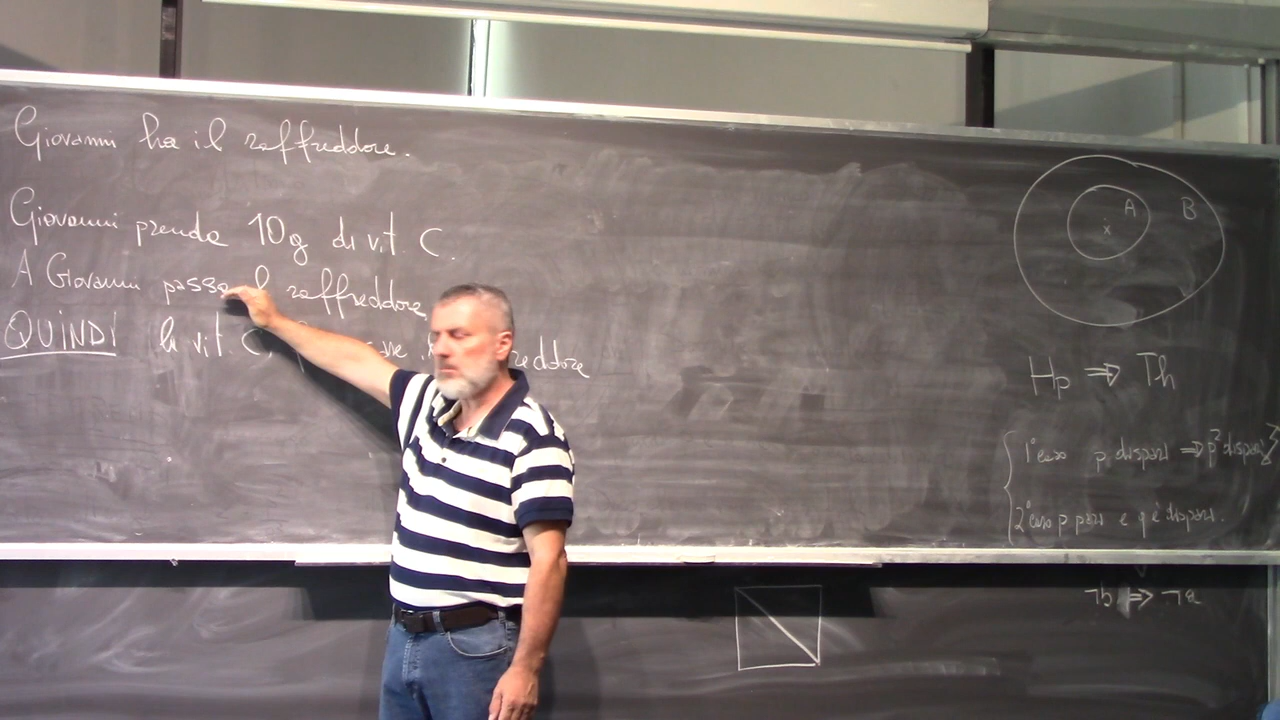 Giovanni ha il raffreddore.
Giovanni prende 10g di vit. C.
A Giovanni passa il raffreddore.
QUINDI la vit. C
A B
Hp ⇒ Th
1° caso p dispari ⇒ p² dispari
2° caso p pari e q è dispari.
¬b ⇒ ¬a